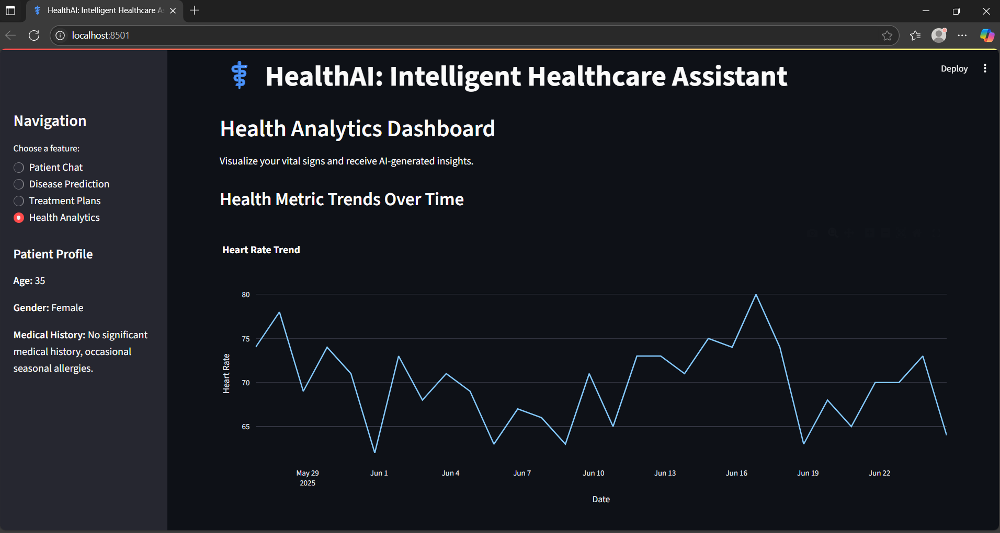 HealthAI: Intelligent Healthcare A
localhost:8501
HealthAI: Intelligent Healthcare Assistant
Deploy
Navigation
Choose a feature:
Patient Chat
Disease Prediction
Treatment Plans
Health Analytics
Patient Profile
Age: 35
Gender: Female
Medical History: No significant
medical history, occasional
seasonal allergies.
Health Analytics Dashboard
Visualize your vital signs and receive AI-generated insights.
Health Metric Trends Over Time
Heart Rate Trend
80
75
70
65
Heart Rate
May 29
2025
Jun 1
Jun 4
Jun 7
Jun 10
Jun 13
Jun 16
Jun 19
Jun 22
Date